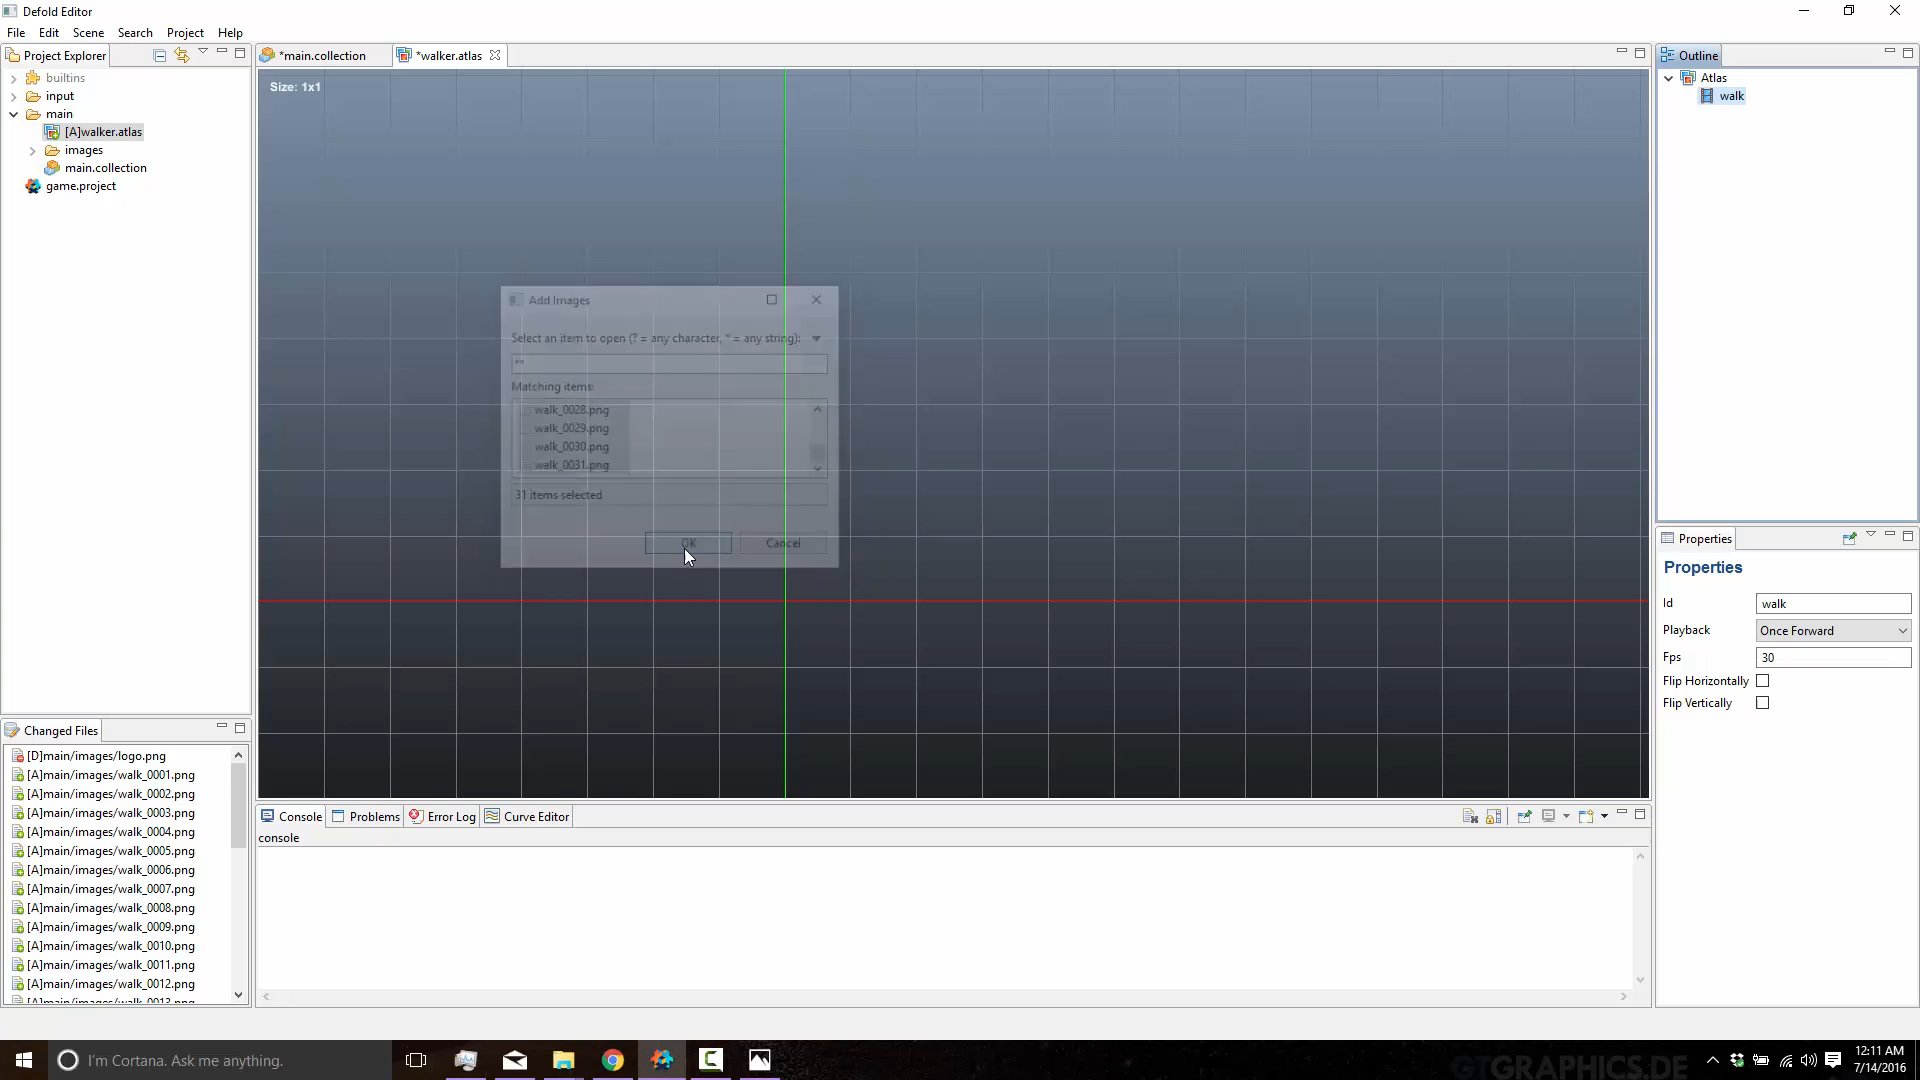 Defold Editor
File Edit Scene Search Project Help
Project Explorer
builtins
input
main
[A]walker.atlas
images
main.collection
game.project
Changed Files
[D]main/images/logo.png
[A]main/images/walk_0001.png
[A]main/images/walk_0002.png
[A]main/images/walk_0003.png
[A]main/images/walk_0004.png
[A]main/images/walk_0005.png
[A]main/images/walk_0006.png
[A]main/images/walk_0007.png
[A]main/images/walk_0008.png
[A]main/images/walk_0009.png
[A]main/images/walk_0010.png
[A]main/images/walk_0011.png
[A]main/images/walk_0012.png
[A]main/images/walk_0013.png
*main.collection
*walker.atlas
Size: 1x1
Add Images
Select an item to open (? = any character, * = any string):
Matching items:
walk_0028.png
walk_0029.png
walk_0030.png
walk_0031.png
31 items selected
OK Cancel
Console Problems Error Log Curve Editor
console
Outline
Atlas
walk
Properties
Properties
Id walk
Playback Once Forward
Fps 30
Flip Horizontally
Flip Vertically
I'm Cortana. Ask me anything.
GTGRAPHICS.DE
12:11 AM
7/14/2016